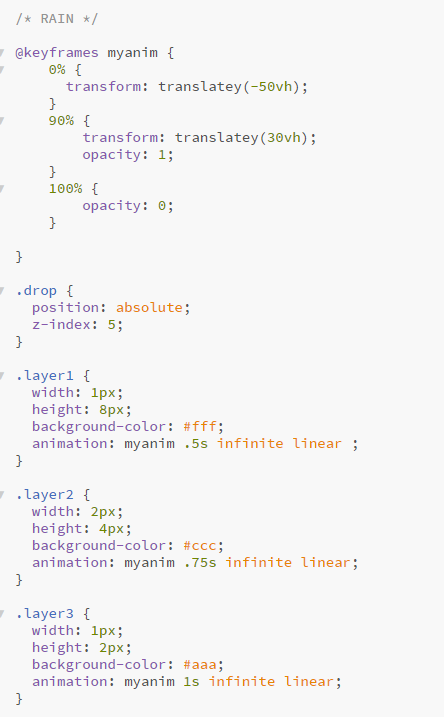 /* RAIN */
@keyframes myanim {
0% {
transform: translatey(-50vh);
}
90% {
transform: translatey(30vh);
opacity: 1;
}
100% {
opacity: 0;
}
}
.drop {
position: absolute;
z-index: 5;
}
.layer1 {
width: 1px;
height: 8px;
background-color: #fff;
animation: myanim .5s infinite linear ;
}
.layer2 {
width: 2px;
height: 4px;
background-color: #ccc;
animation: myanim .75s infinite linear;
}
.layer3 {
width: 1px;
height: 2px;
background-color: #aaa;
animation: myanim 1s infinite linear;
}